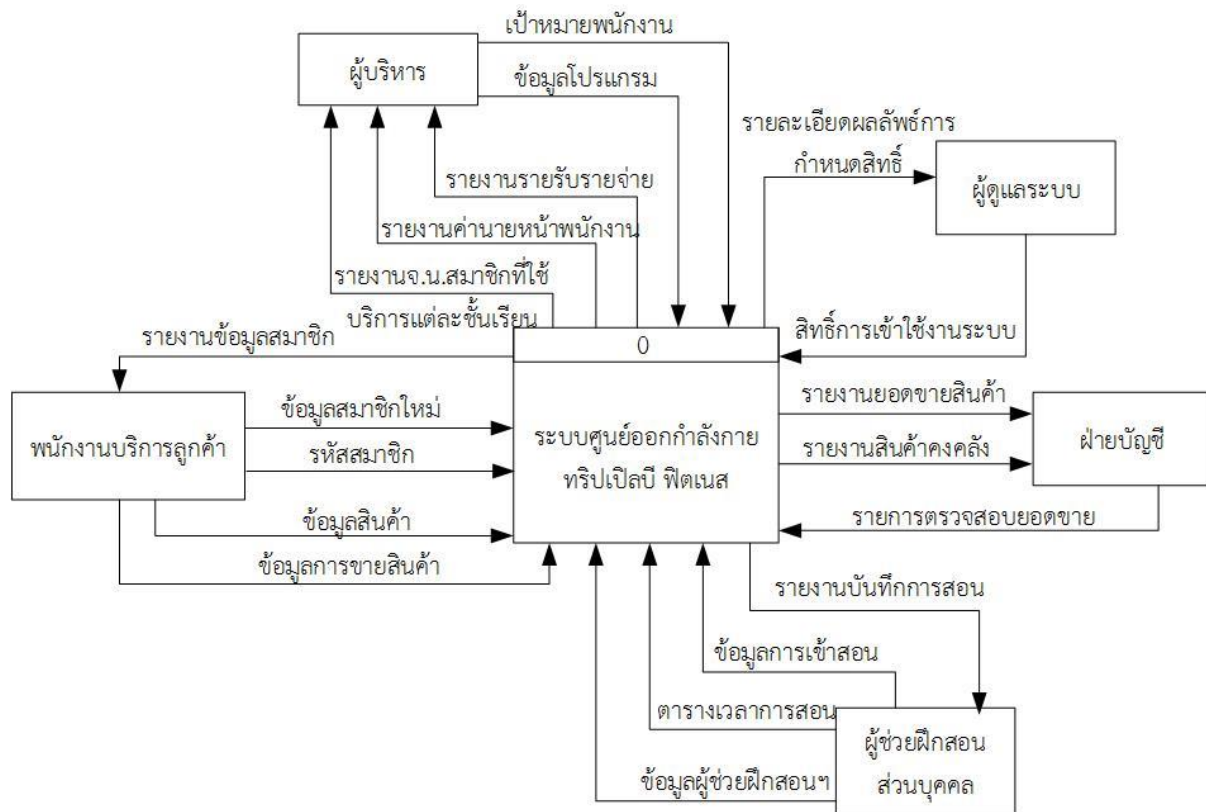 เป้าหมายพนักงาน
ผู้บริหาร
ข้อมูลโปรแกรม
รายละเอียดผลลัพธ์การ
กำหนดสิทธิ์
ผู้ดูแลระบบ
รายงานรายรับรายจ่าย
รายงานค่านายหน้าพนักงาน
รายงานจ.น.สมาชิกที่ใช้
บริการแต่ละชั้นเรียน
รายงานข้อมูลสมาชิก
0
สิทธิ์การเข้าใช้งานระบบ
ข้อมูลสมาชิกใหม่
รายงานยอดขายสินค้า
พนักงานบริการลูกค้า
ระบบศูนย์ออกกำลังกาย
ทริปเปิลบี ฟิตเนส
ฝ่ายบัญชี
รหัสสมาชิก
รายงานสินค้าคงคลัง
ข้อมูลสินค้า
รายการตรวจสอบยอดขาย
ข้อมูลการขายสินค้า
รายงานบันทึกการสอน
ข้อมูลการเข้าสอน
ตารางเวลาการสอน
ผู้ช่วยฝึกสอน
ส่วนบุคคล
ข้อมูลผู้ช่วยฝึกสอนฯ